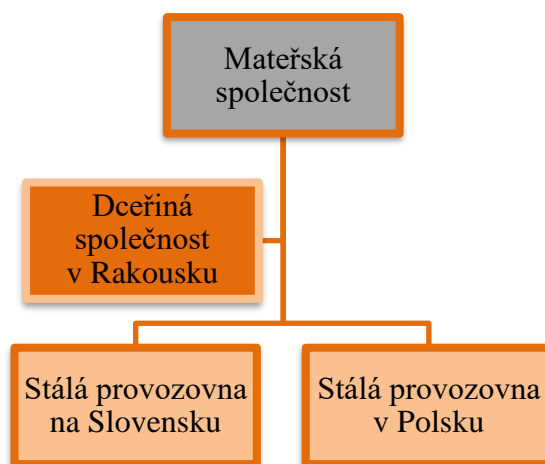 Mateřská
společnost
Dceřiná
společnost
v Rakousku
Stálá provozovna
na Slovensku
Stálá provozovna
v Polsku